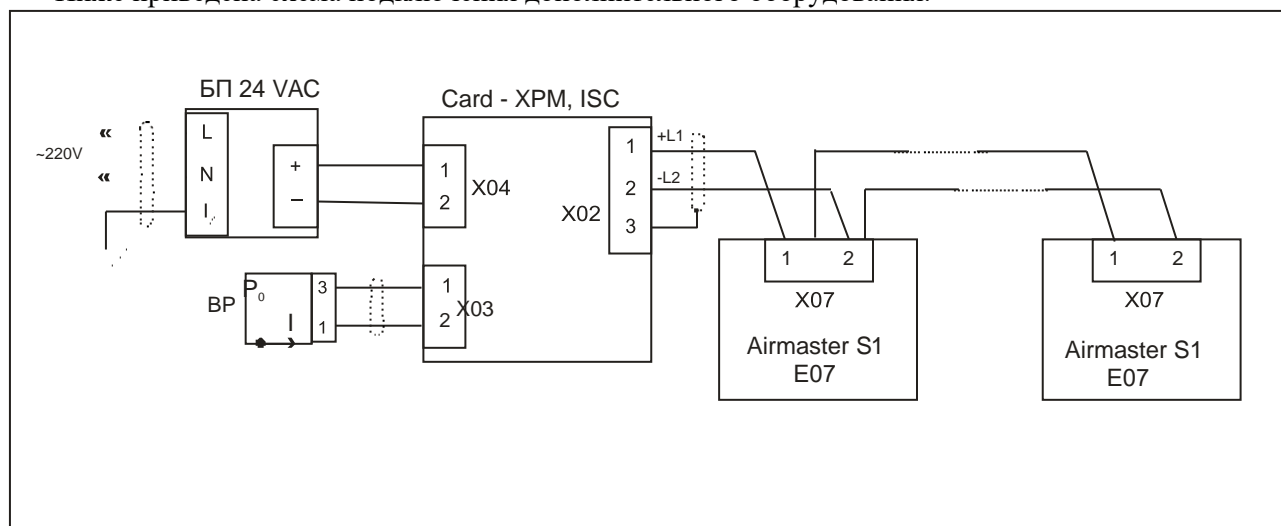 БП 24 VAC
Card - XPM, ISC
L
~220V
N
+
−
1
2
X04
1
2
3
X02
+L1
-L2
BP
P0
I
3
1
1
2
X03
1 2
X07
Airmaster S1
E07
1 2
X07
Airmaster S1
E07